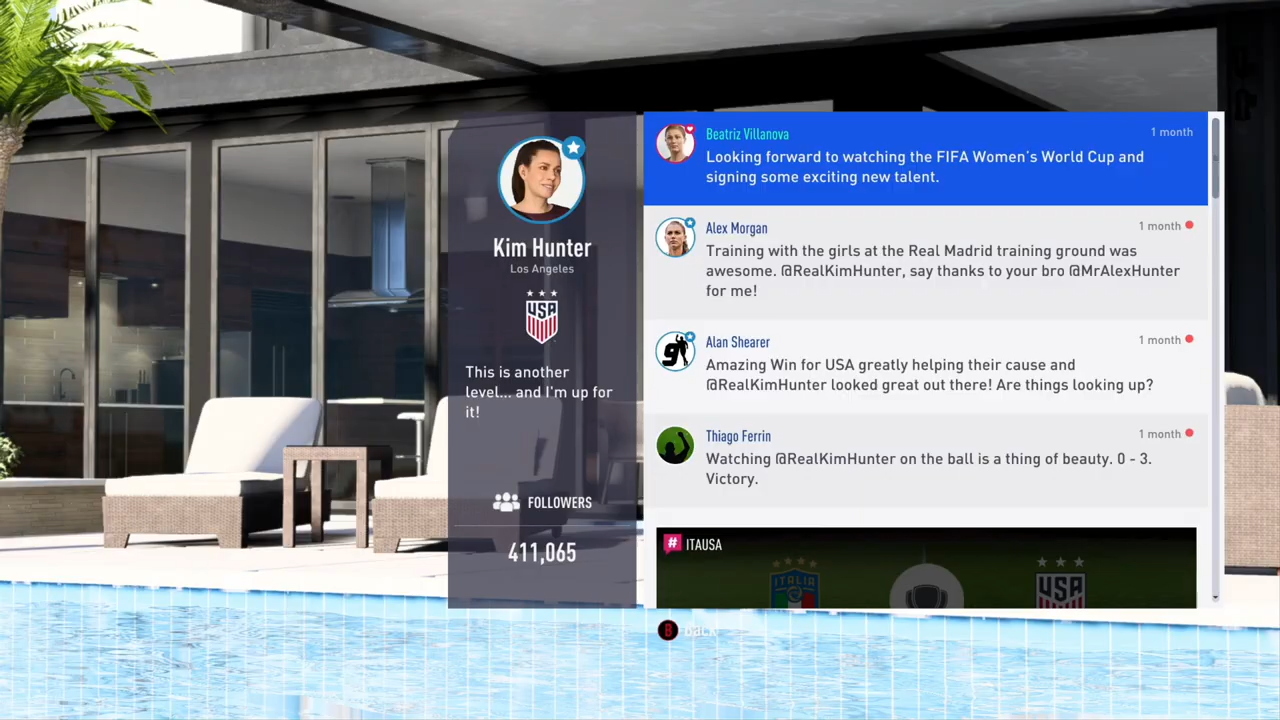 Kim Hunter
Los Angeles
USA
This is another
level... and I'm up for
it!
FOLLOWERS
411,065
Beatriz Villanova
1 month
Looking forward to watching the FIFA Women's World Cup and
signing some exciting new talent.
Alex Morgan
1 month
Training with the girls at the Real Madrid training ground was
awesome. @RealKimHunter, say thanks to your bro @MrAlexHunter
for me!
9
Alan Shearer
1 month
Amazing Win for USA greatly helping their cause and
@RealKimHunter looked great out there! Are things looking up?
Thiago Ferrin
1 month
Watching @RealKimHunter on the ball is a thing of beauty. 0 - 3.
Victory.
# ITAUSA
ITALIA
USA
B Back